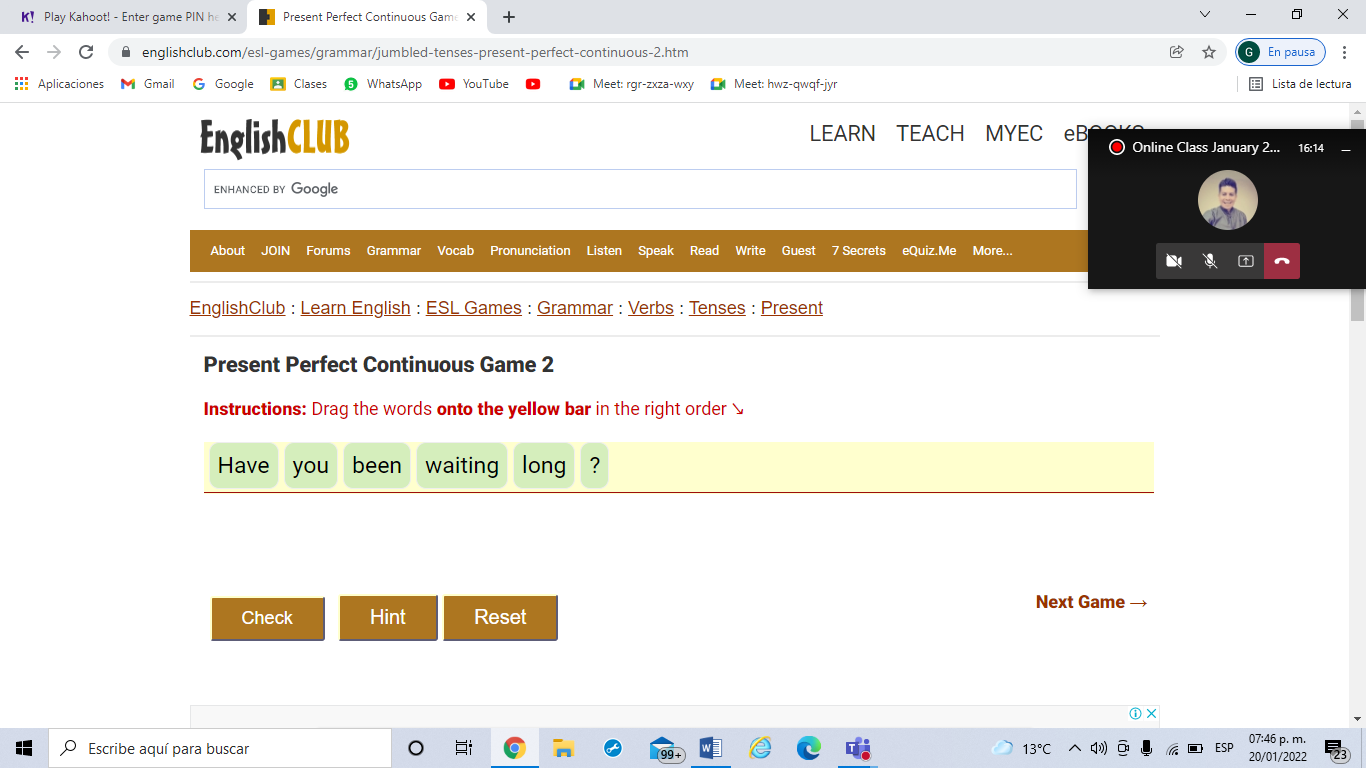 Play Kahoot! - Enter game PIN he
Present Perfect Continuous Game
englishclub.com/esl-games/grammar/jumbled-tenses-present-perfect-continuous-2.htm
G En pausa
Aplicaciones Gmail Google Clases WhatsApp YouTube Meet: rgr-zxza-wxy Meet: hwz-qwqf-jyr Lista de lectura
EnglishCLUB
LEARN TEACH MYEC eBOOKS
Online Class January 2... 16:14
ENHANCED BY Google
About JOIN Forums Grammar Vocab Pronunciation Listen Speak Read Write Guest 7 Secrets eQuiz.Me More...
EnglishClub : Learn English : ESL Games : Grammar : Verbs : Tenses : Present
Present Perfect Continuous Game 2
Instructions: Drag the words onto the yellow bar in the right order ↘
Have you been waiting long ?
Check Hint Reset
Next Game →
Escribe aquí para buscar
99+
13°C
ESP
07:46 p. m.
20/01/2022
23